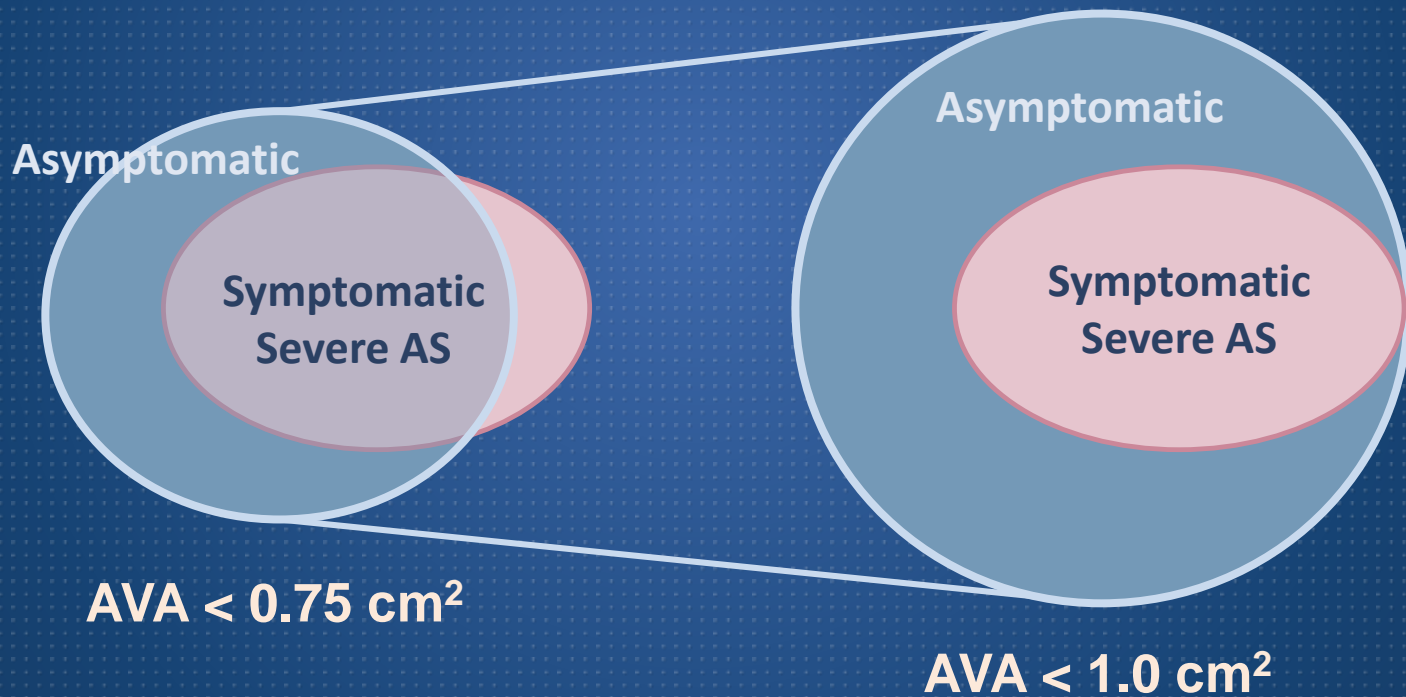 Asymptomatic
Symptomatic
Severe AS
AVA < 0.75 cm²
Asymptomatic
Symptomatic
Severe AS
AVA < 1.0 cm²